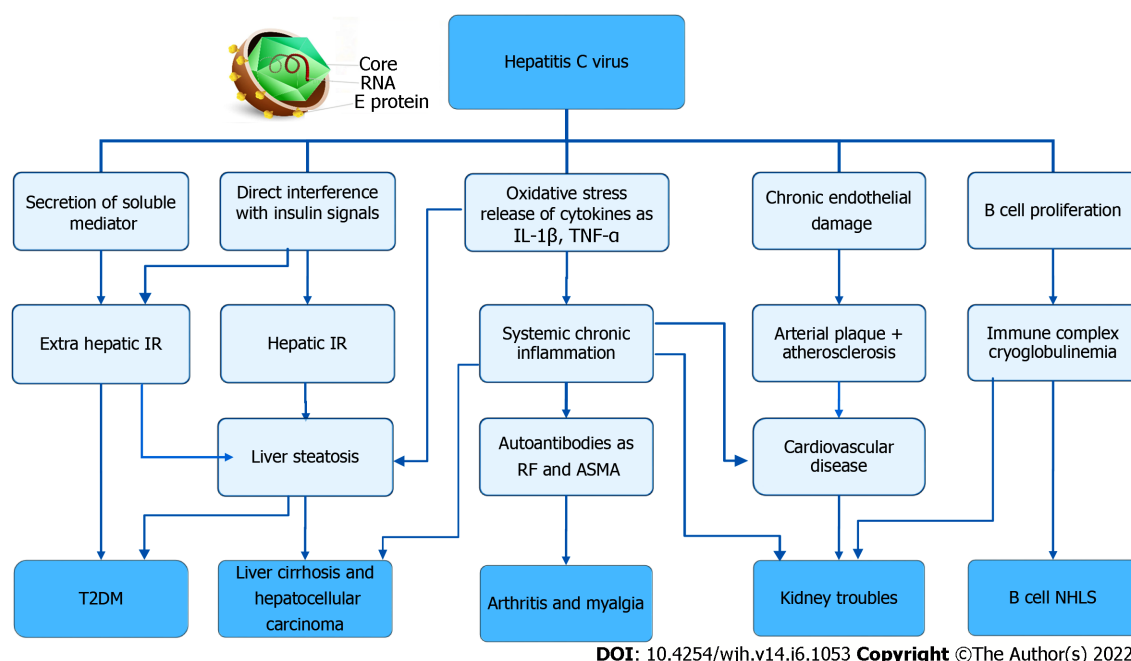 Core
RNA
E protein
Hepatitis C virus
Secretion of soluble
mediator
Direct interference
with insulin signals
Oxidative stress
release of cytokines as
IL-1β, TNF-α
Chronic endothelial
damage
B cell proliferation
Extra hepatic IR
Hepatic IR
Systemic chronic
inflammation
Arterial plaque +
atherosclerosis
Immune complex
cryoglobulinemia
Liver steatosis
Autoantibodies as
RF and ASMA
Cardiovascular
disease
T2DM
Liver cirrhosis and
hepatocellular
carcinoma
Arthritis and myalgia
Kidney troubles
B cell NHLS
DOI: 10.4254/wjh.v14.i6.1053 Copyright ©The Author(s) 2022